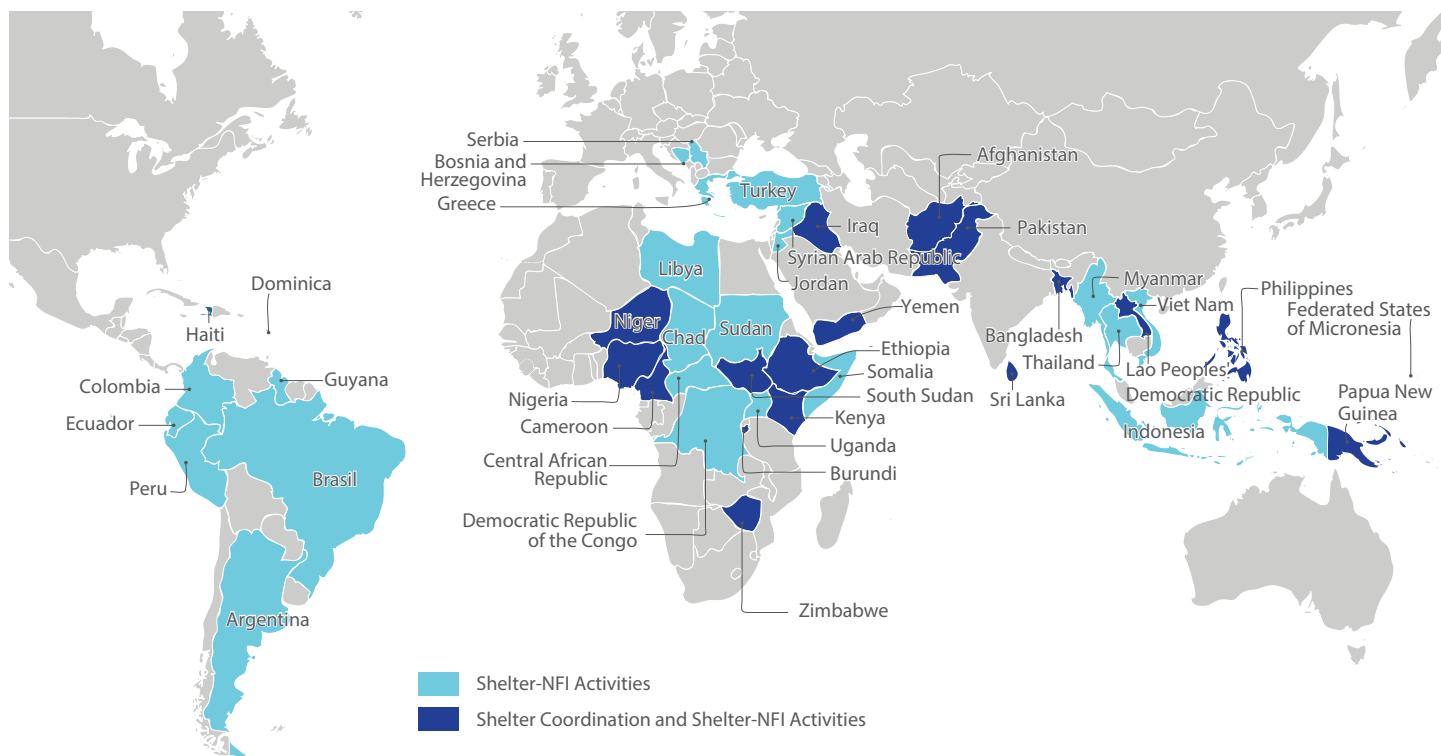 Serbia
Bosnia and
Herzegovina
Greece
Turkey
Afghanistan
Iraq
Pakistan
Syrian Arab Republic
Jordan
Libya
Dominica
Haiti
Niger
Chad
Sudan
Yemen
Myanmar
Viet Nam
Philippines
Federated States
of Micronesia
Bangladesh
Thailand
Lao Peoples
Democratic Republic
Sri Lanka
Ethiopia
Somalia
South Sudan
Kenya
Uganda
Burundi
Colombia
Guyana
Ecuador
Peru
Brasil
Nigeria
Cameroon
Central African
Republic
Democratic Republic
of the Congo
Papua New
Guinea
Indonesia
Zimbabwe
Argentina
Shelter-NFI Activities
Shelter Coordination and Shelter-NFI Activities